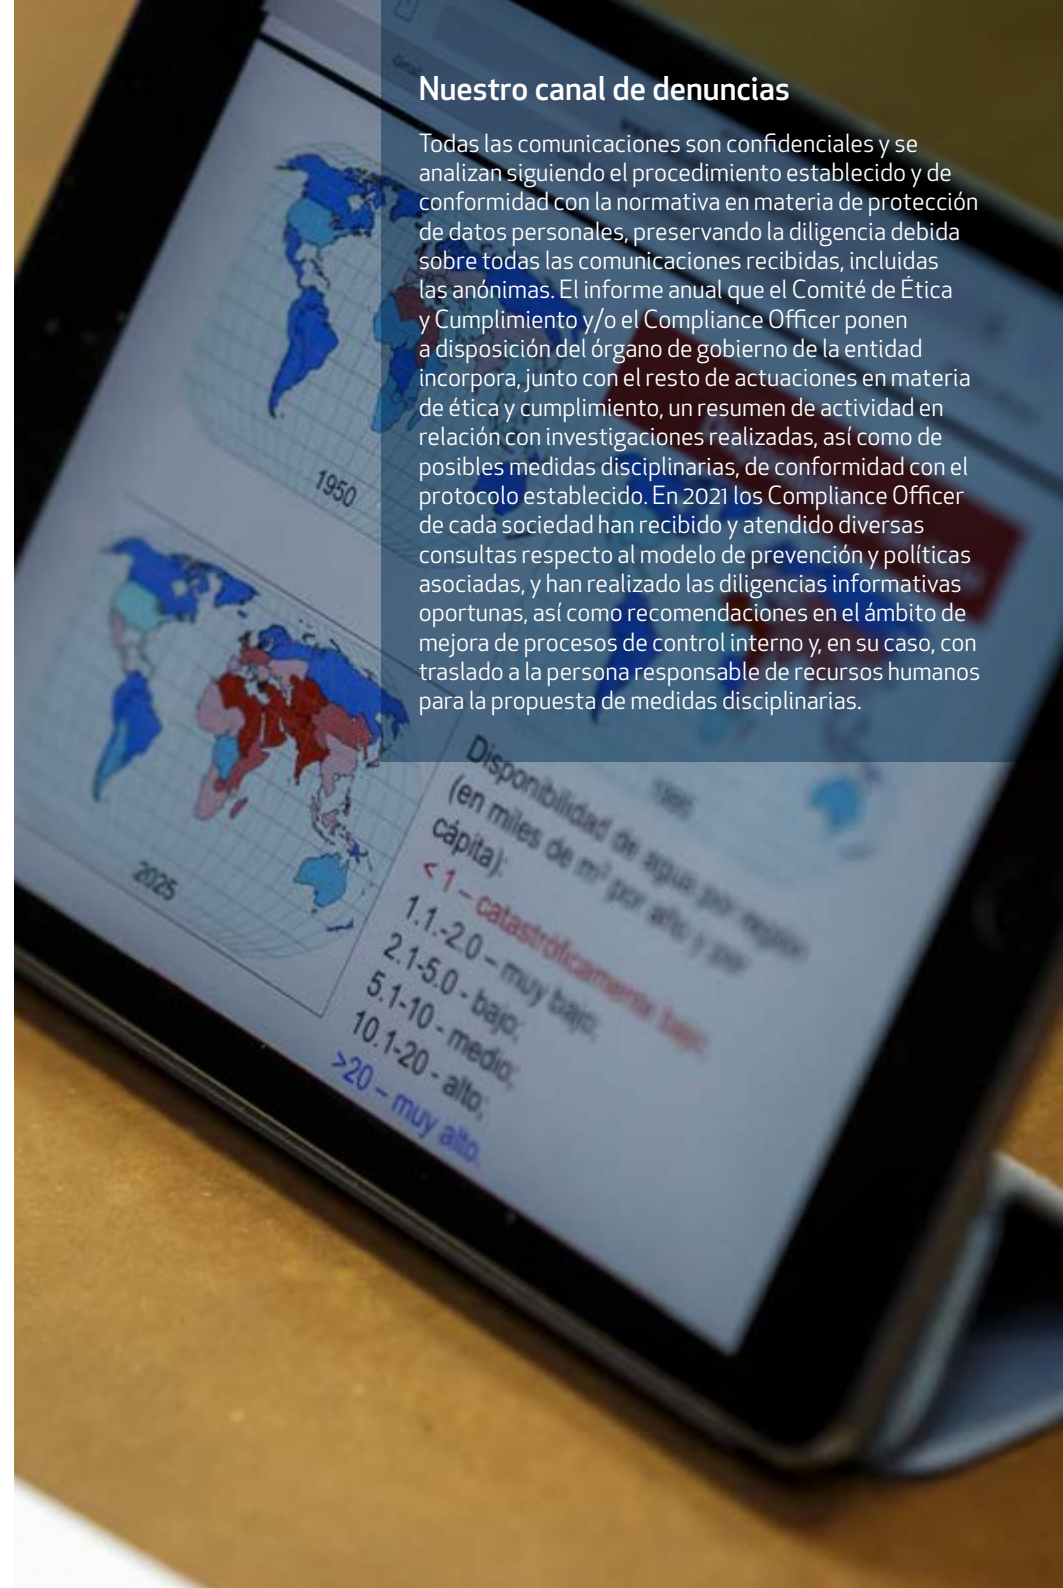 Nuestro canal de denuncias
Todas las comunicaciones son confidenciales y se
analizan siguiendo el procedimiento establecido y de
conformidad con la normativa en materia de protección
de datos personales, preservando la diligencia debida
sobre todas las comunicaciones recibidas, incluidas
las anónimas. El informe anual que el Comité de Ética
y Cumplimiento y/o el Compliance Officer ponen
a disposición del órgano de gobierno de la entidad
incorpora, junto con el resto de actuaciones en materia
de ética y cumplimiento, un resumen de actividad en
relación con investigaciones realizadas, así como de
posibles medidas disciplinarias, de conformidad con el
protocolo establecido. En 2021 los Compliance Officer
de cada sociedad han recibido y atendido diversas
consultas respecto al modelo de prevención y políticas
asociadas, y han realizado las diligencias informativas
oportunas, así como recomendaciones en el ámbito de
mejora de procesos de control interno y, en su caso, con
traslado a la persona responsable de recursos humanos
para la propuesta de medidas disciplinarias.
1950
2025
Disponibilidad de agua por región
(en miles de m³ por año y por
cápita):
< 1 – catastróficamente bajo;
1.1.-2.0 – muy bajo;
2.1-5.0 - bajo;
5.1-10 - medio;
10.1-20 - alto;
>20 – muy alto.